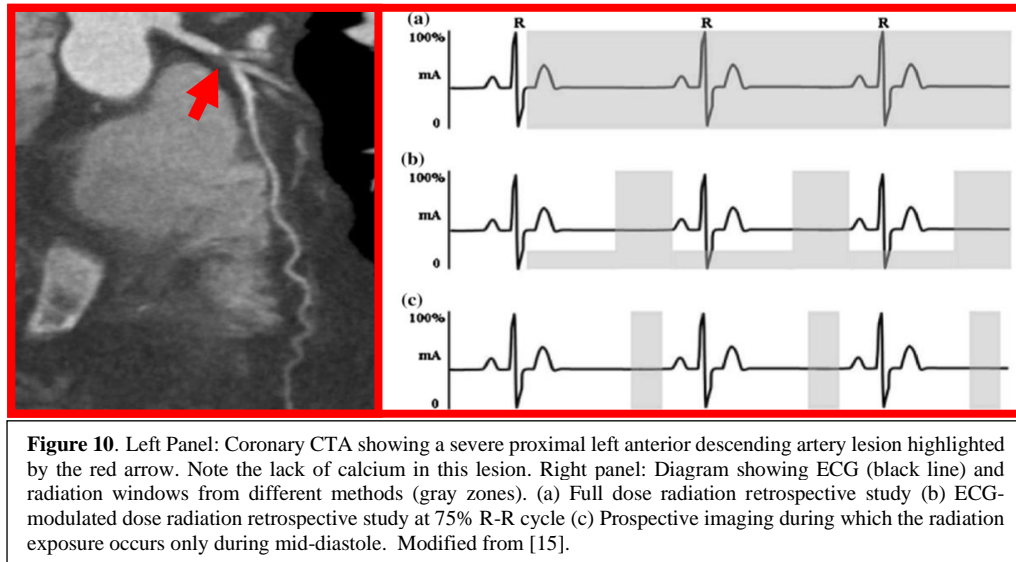 (a)
R R R
100%
mA
0
(b)
100%
mA
0
(c)
100%
mA
0
Figure 10. Left Panel: Coronary CTA showing a severe proximal left anterior descending artery lesion highlighted
by the red arrow. Note the lack of calcium in this lesion. Right panel: Diagram showing ECG (black line) and
radiation windows from different methods (gray zones). (a) Full dose radiation retrospective study (b) ECG-
modulated dose radiation retrospective study at 75% R-R cycle (c) Prospective imaging during which the radiation
exposure occurs only during mid-diastole. Modified from [15].